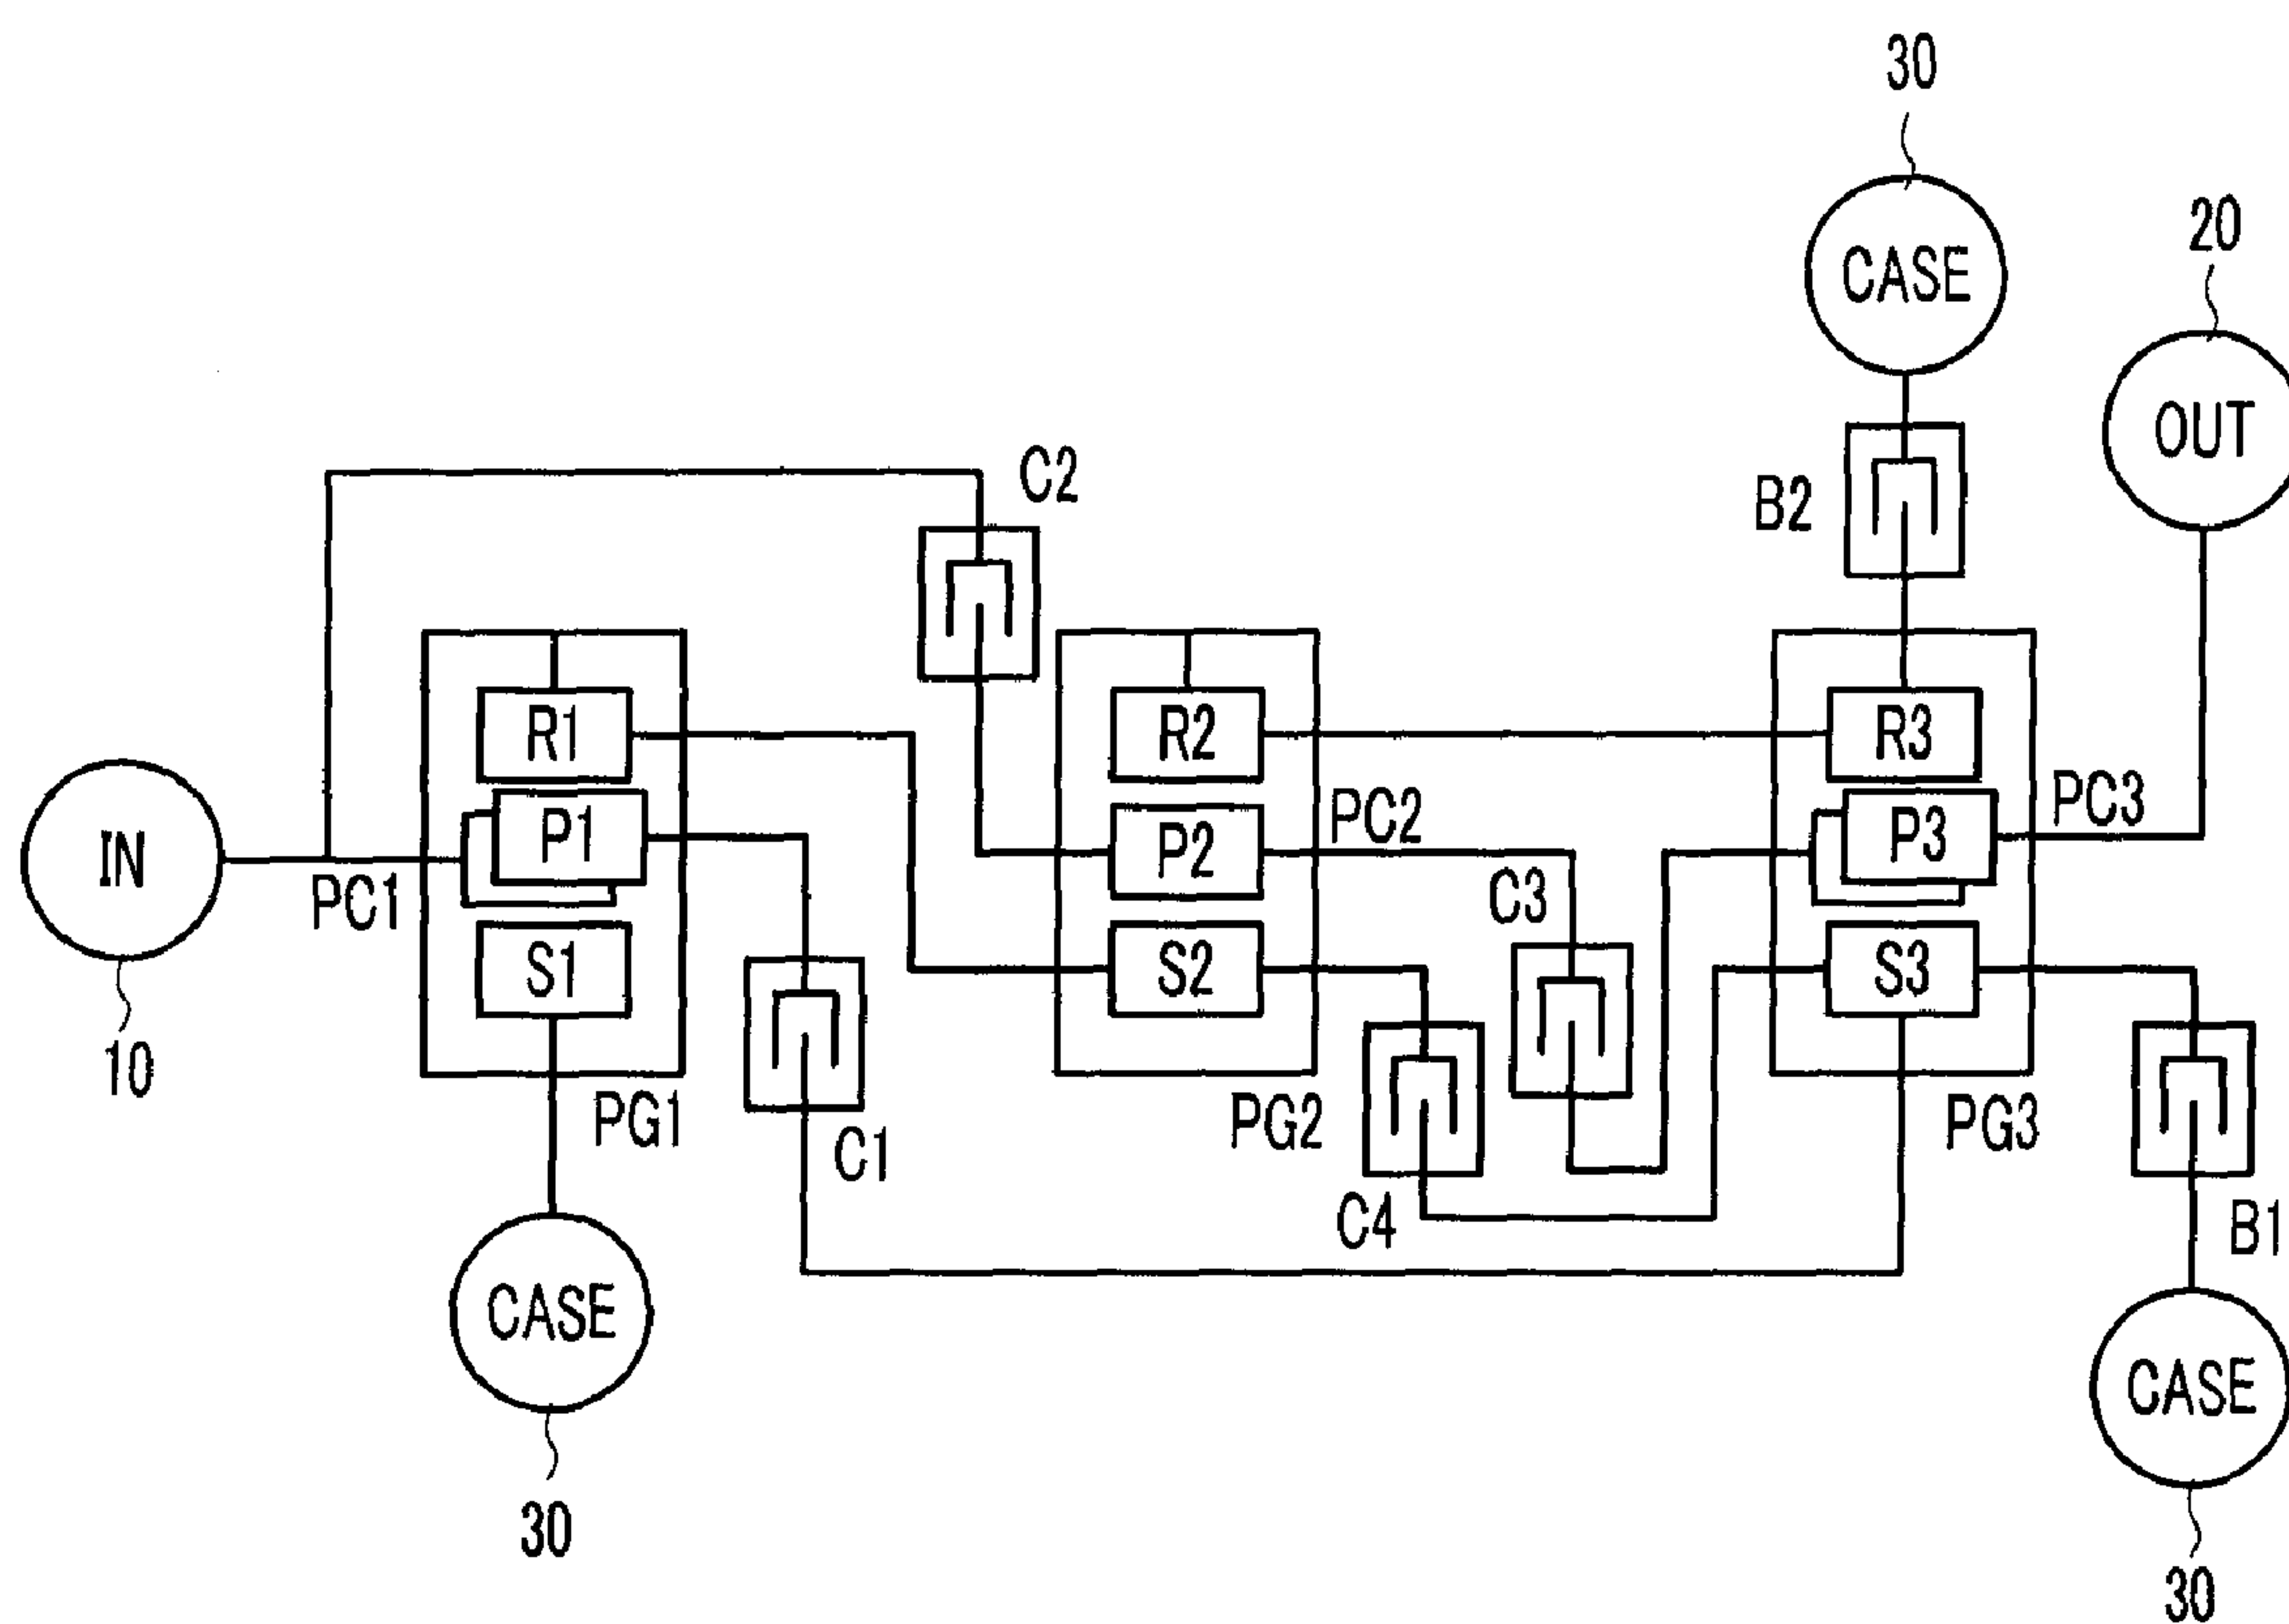 30
CASE
20
OUT
C2
B2
R1
R2
R3
IN
PC1
P1
P2
PC2
P3
PC3
C3
S1
S2
S3
10
PG1
C1
PG2
PG3
C4
B1
CASE
30
CASE
30